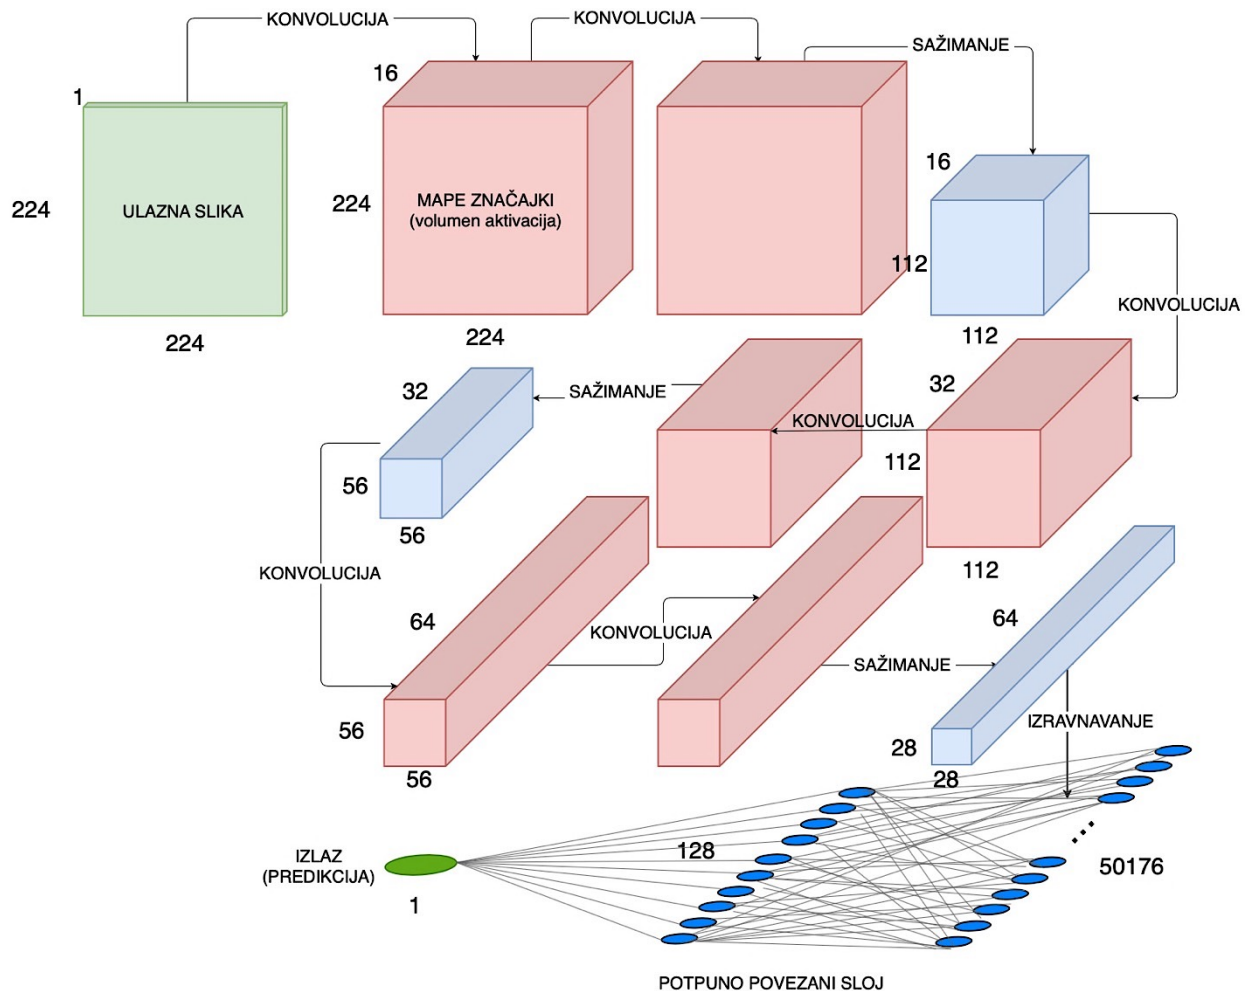 KONVOLUCIJA
KONVOLUCIJA
SAŽIMANJE
1
224
ULAZNA SLIKA
224
16
224
MAPE ZNAČAJKI
(volumen aktivacija)
224
16
112
112
KONVOLUCIJA
32
112
112
KONVOLUCIJA
SAŽIMANJE
32
56
56
KONVOLUCIJA
64
56
56
KONVOLUCIJA
SAŽIMANJE
64
28
28
IZRAVNAVANJE
50176
128
IZLAZ
(PREDIKCIJA)
1
POTPUNO POVEZANI SLOJ